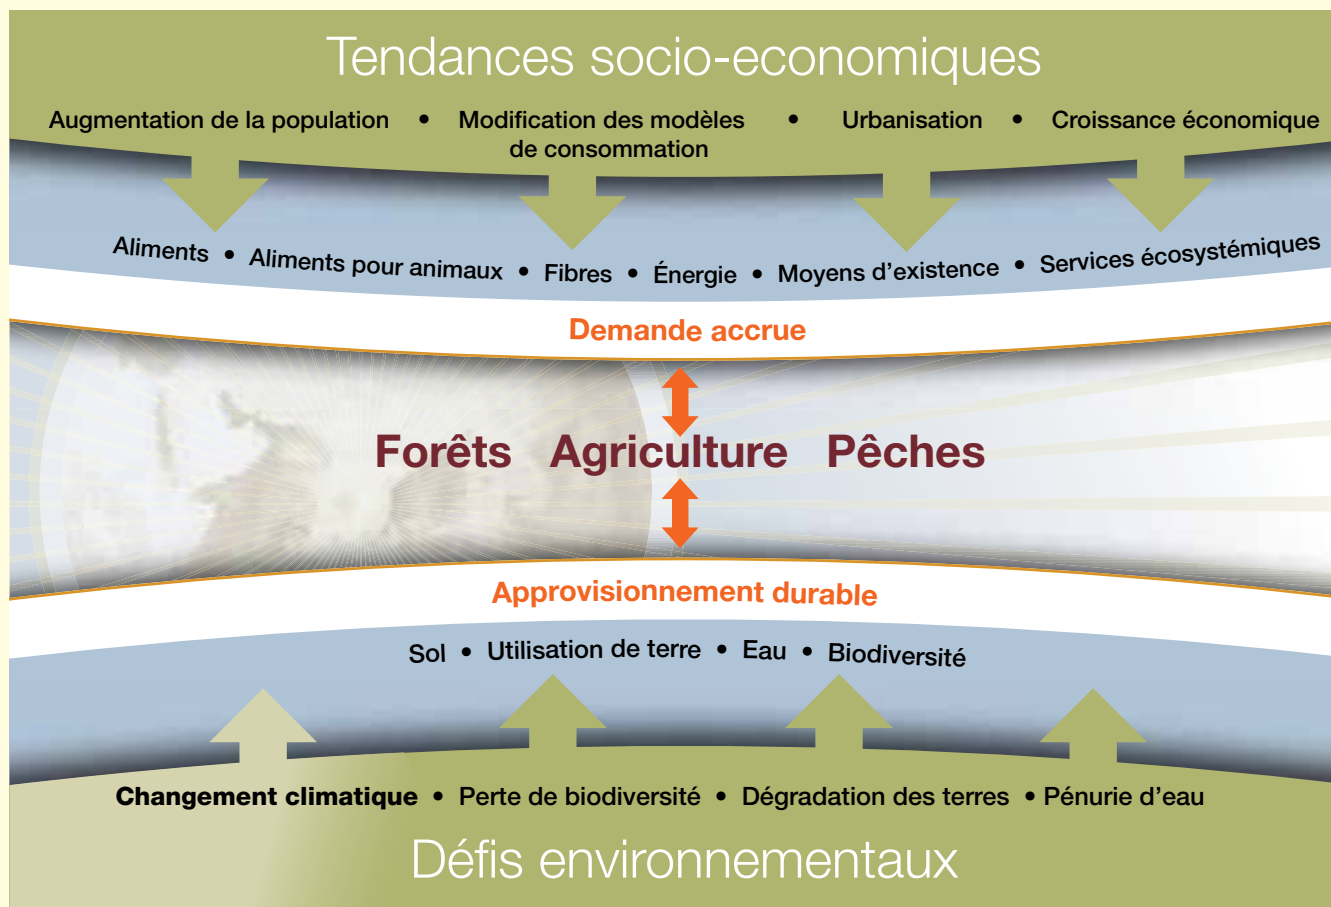 Tendances socio-economiques
Augmentation de la population • Modification des modèles • Urbanisation • Croissance économique
de consommation
Aliments • Aliments pour animaux • Fibres • Énergie • Moyens d'existence • Services écosystémiques
Demande accrue
Forêts Agriculture Pêches
Approvisionnement durable
Sol • Utilisation de terre • Eau • Biodiversité
Changement climatique • Perte de biodiversité • Dégradation des terres • Pénurie d'eau
Défis environnementaux